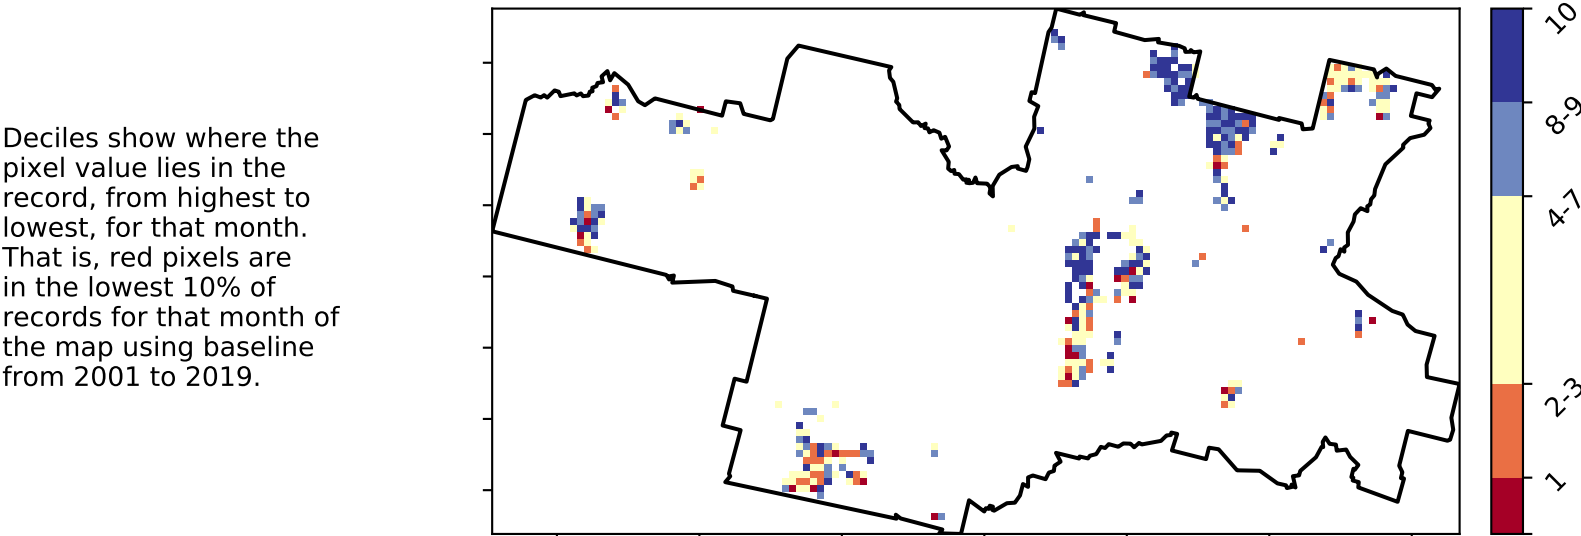 Deciles show where the
pixel value lies in the
record, from highest to
lowest, for that month.
That is, red pixels are
in the lowest 10% of
records for that month of
the map using baseline
from 2001 to 2019.
10
8-9
4-7
2-3
1